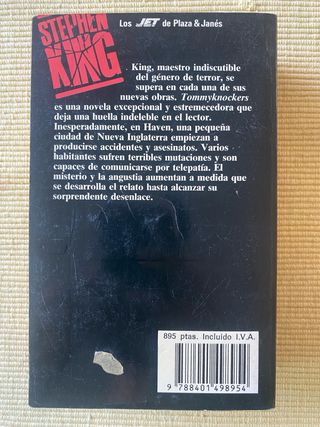 Los JET de Plaza & Janés
STEPHEN
KING
King, maestro indiscutible
del género de terror, se
supera en cada una de sus
nuevas obras. Tommyknockers
es una novela excepcional y estremecedora que
deja una huella indeleble en el lector.
Inesperadamente, en Haven, una pequeña
ciudad de Nueva Inglaterra empiezan a
producirse accidentes y asesinatos. Varios
habitantes sufren terribles mutaciones y son
capaces de comunicarse por telepatía. El
misterio y la angustia aumentan a medida que
se desarrolla el relato hasta alcanzar su
sorprendente desenlace.
895 ptas. Incluido I.V.A.
9 788401 498954